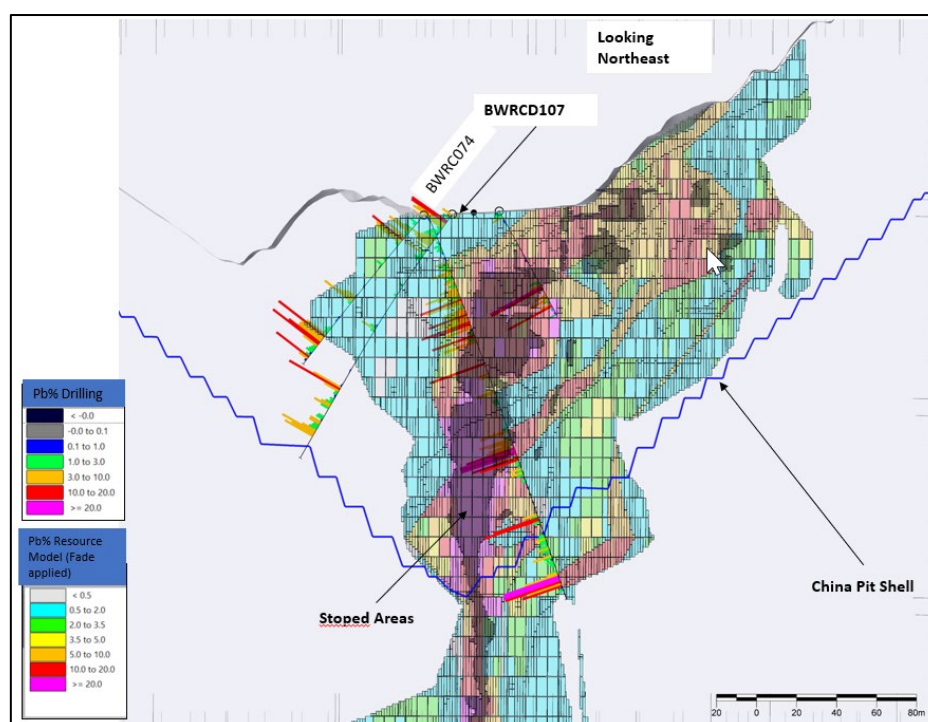 Looking
Northeast
BWRCD107
BWRC074
Pb% Drilling
< -0.0
-0.0 to 0.1
0.1 to 1.0
1.0 to 3.0
3.0 to 10.0
10.0 to 20.0
>= 20.0
Pb% Resource
Model (Fade
applied)
< 0.5
0.5 to 2.0
2.0 to 3.5
3.5 to 5.0
5.0 to 10.0
10.0 to 20.0
>= 20.0
Stoped Areas
China Pit Shell
20 0 20 40 60 80m